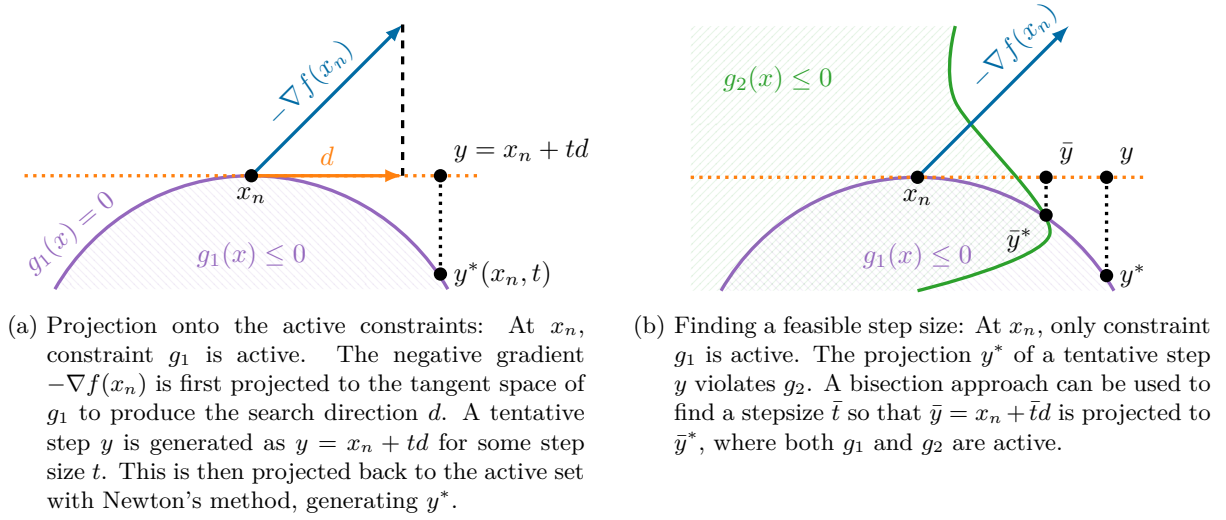 −∇f(x_n)
d
y = x_n + td
x_n
g_1(x) = 0
g_1(x) ≤ 0
y*(x_n, t)
(a) Projection onto the active constraints: At x_n,
constraint g_1 is active. The negative gradient
−∇f(x_n) is first projected to the tangent space of
g_1 to produce the search direction d. A tentative
step y is generated as y = x_n + td for some step
size t. This is then projected back to the active set
with Newton's method, generating y*.
−∇f(x_n)
g_2(x) ≤ 0
ȳ
y
x_n
ȳ*
g_1(x) ≤ 0
y*
(b) Finding a feasible step size: At x_n, only constraint
g_1 is active. The projection y* of a tentative step
y violates g_2. A bisection approach can be used to
find a stepsize t̄ so that ȳ = x_n + t̄d is projected to
ȳ*, where both g_1 and g_2 are active.